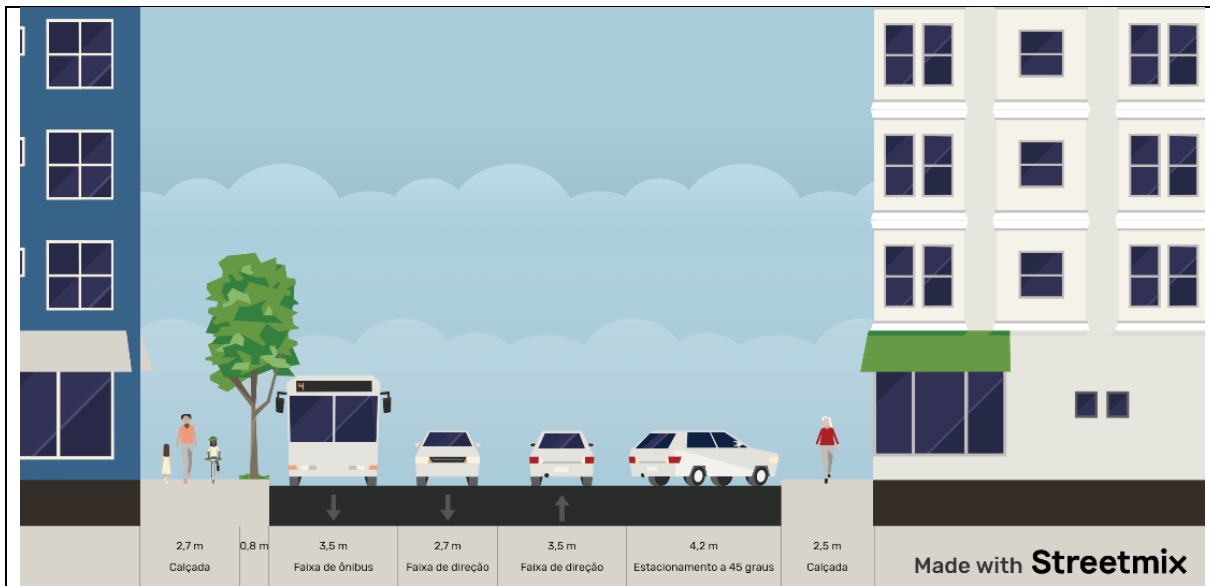 4
2,7 m
0,8 m
3,5 m
2,7 m
3,5 m
4,2 m
2,5 m
Calçada
Faixa de ônibus
Faixa de direção
Faixa de direção
Estacionamento a 45 graus
Calçada
Made with Streetmix